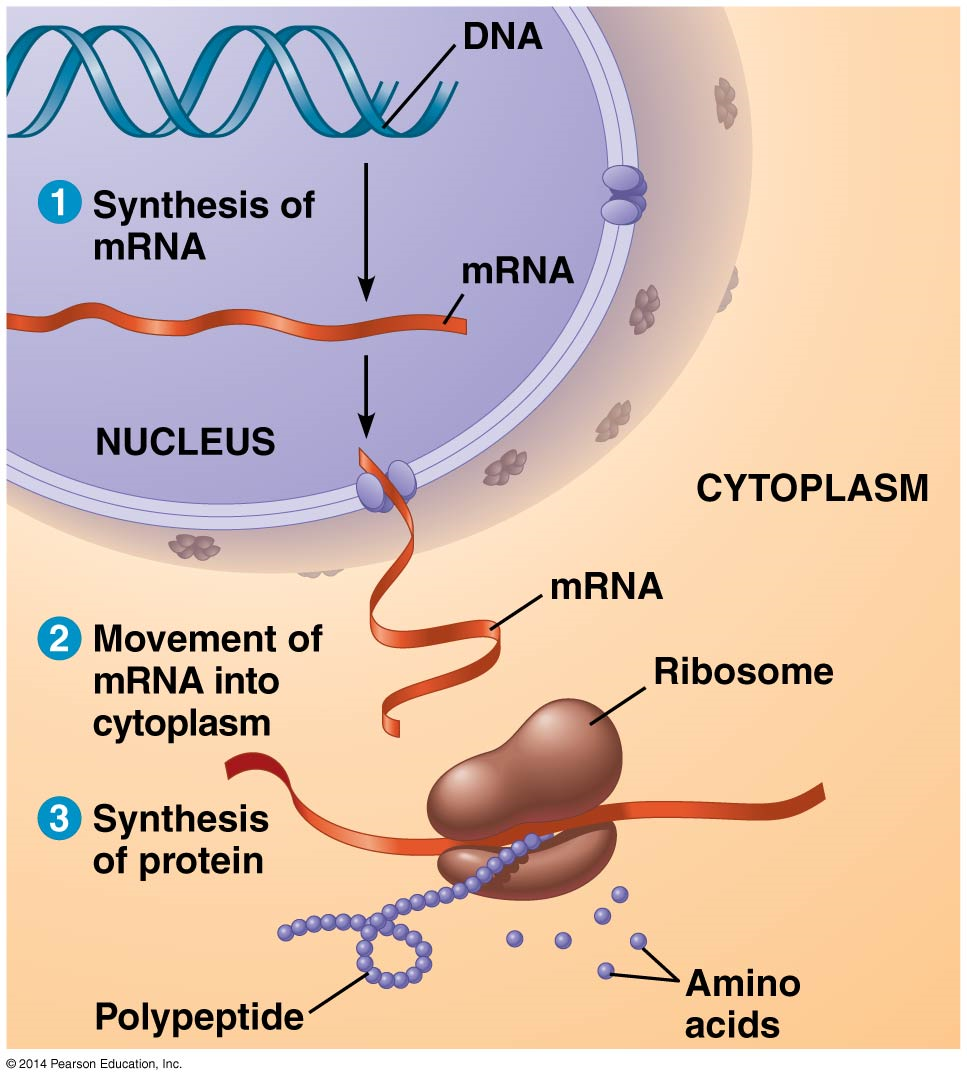 DNA
1 Synthesis of
mRNA
mRNA
NUCLEUS
CYTOPLASM
mRNA
2 Movement of
mRNA into
cytoplasm
Ribosome
3 Synthesis
of protein
Polypeptide
Amino
acids
© 2014 Pearson Education, Inc.